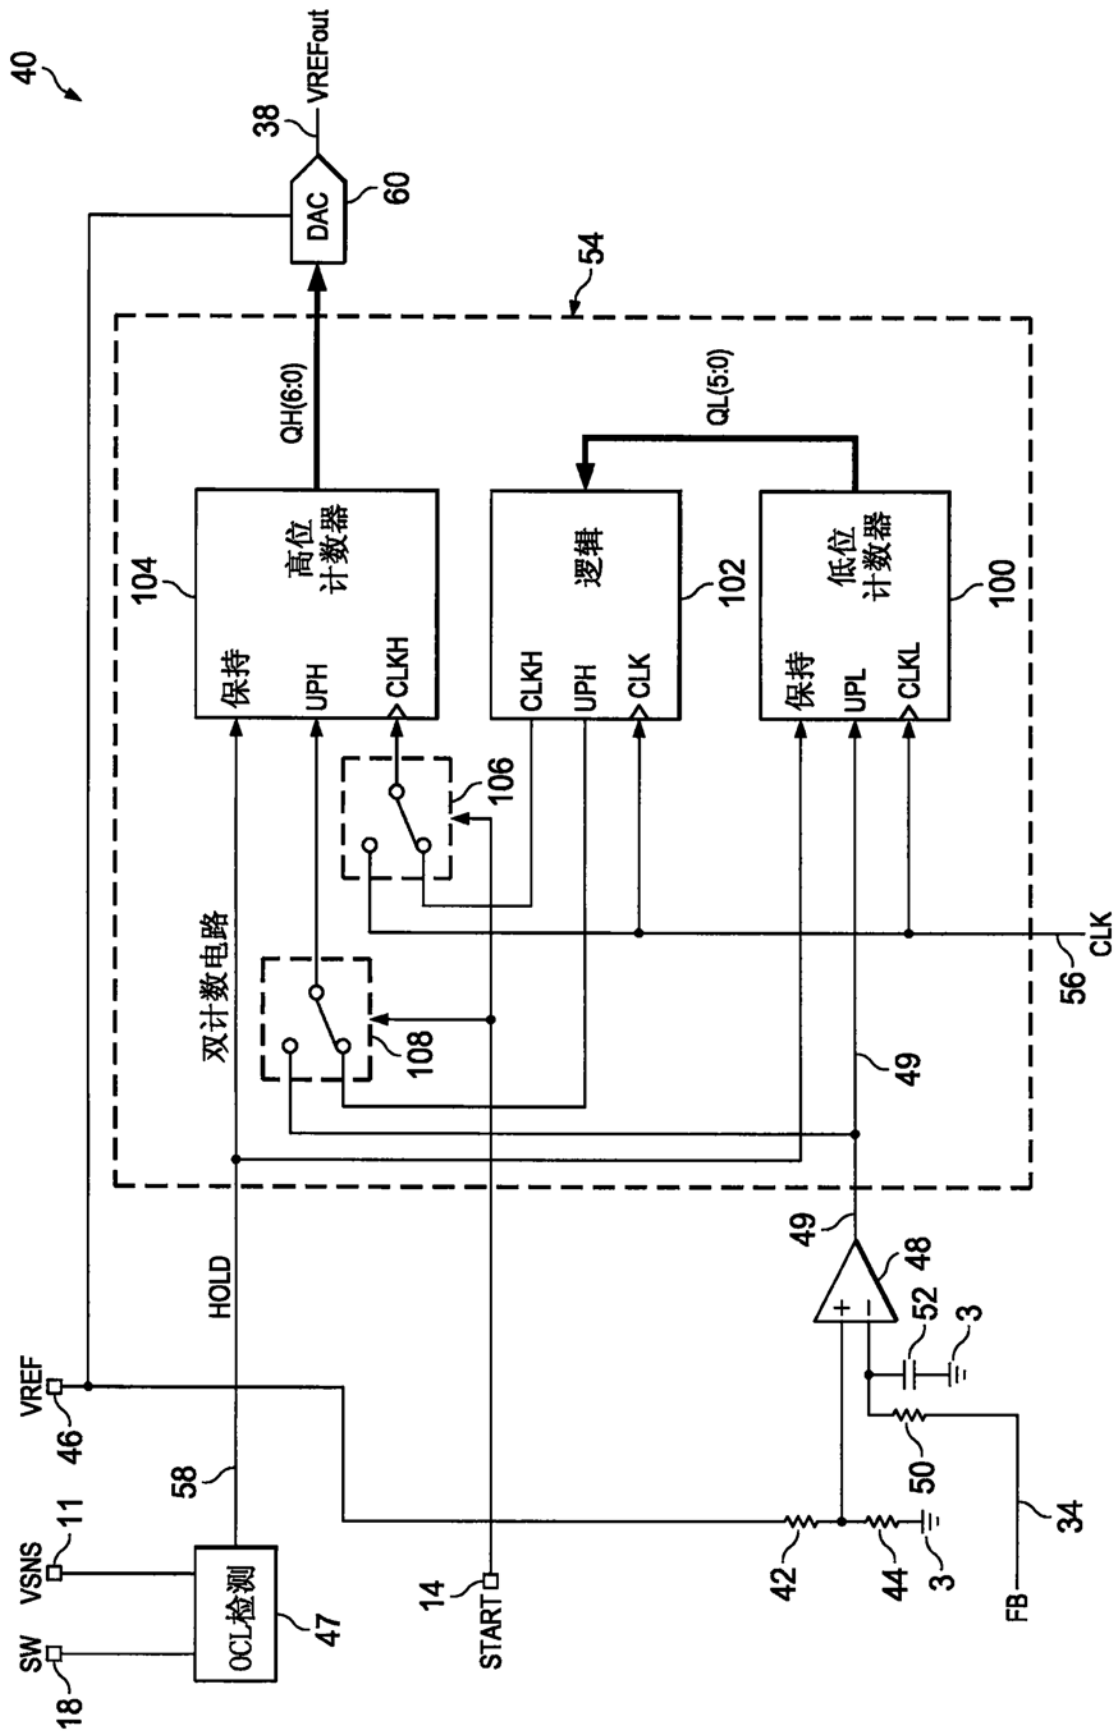 40
SW
18
VSNS
11
VREF
46
OCL检测
47
58
HOLD
START
14
双计数电路
108
106
104
保持
UPH
CLKH
高位
计数器
QH(6:0)
DAC
60
38
VREFout
54
CLKH
UPH
CLK
逻辑
102
QL(5:0)
保持
UPL
CLKL
低位
计数器
100
42
44
3
+
−
48
49
49
50
52
3
FB
34
56
CLK